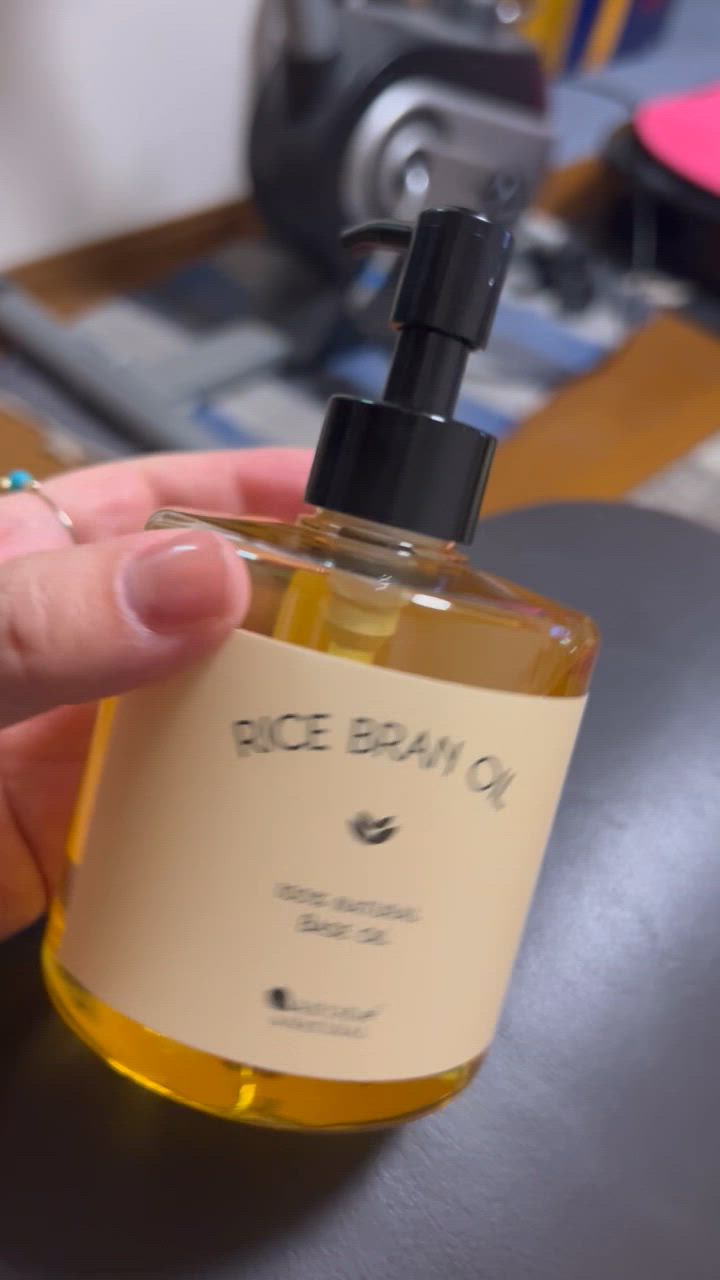 RICE BRAN OIL
100% NATURAL
BASE OIL